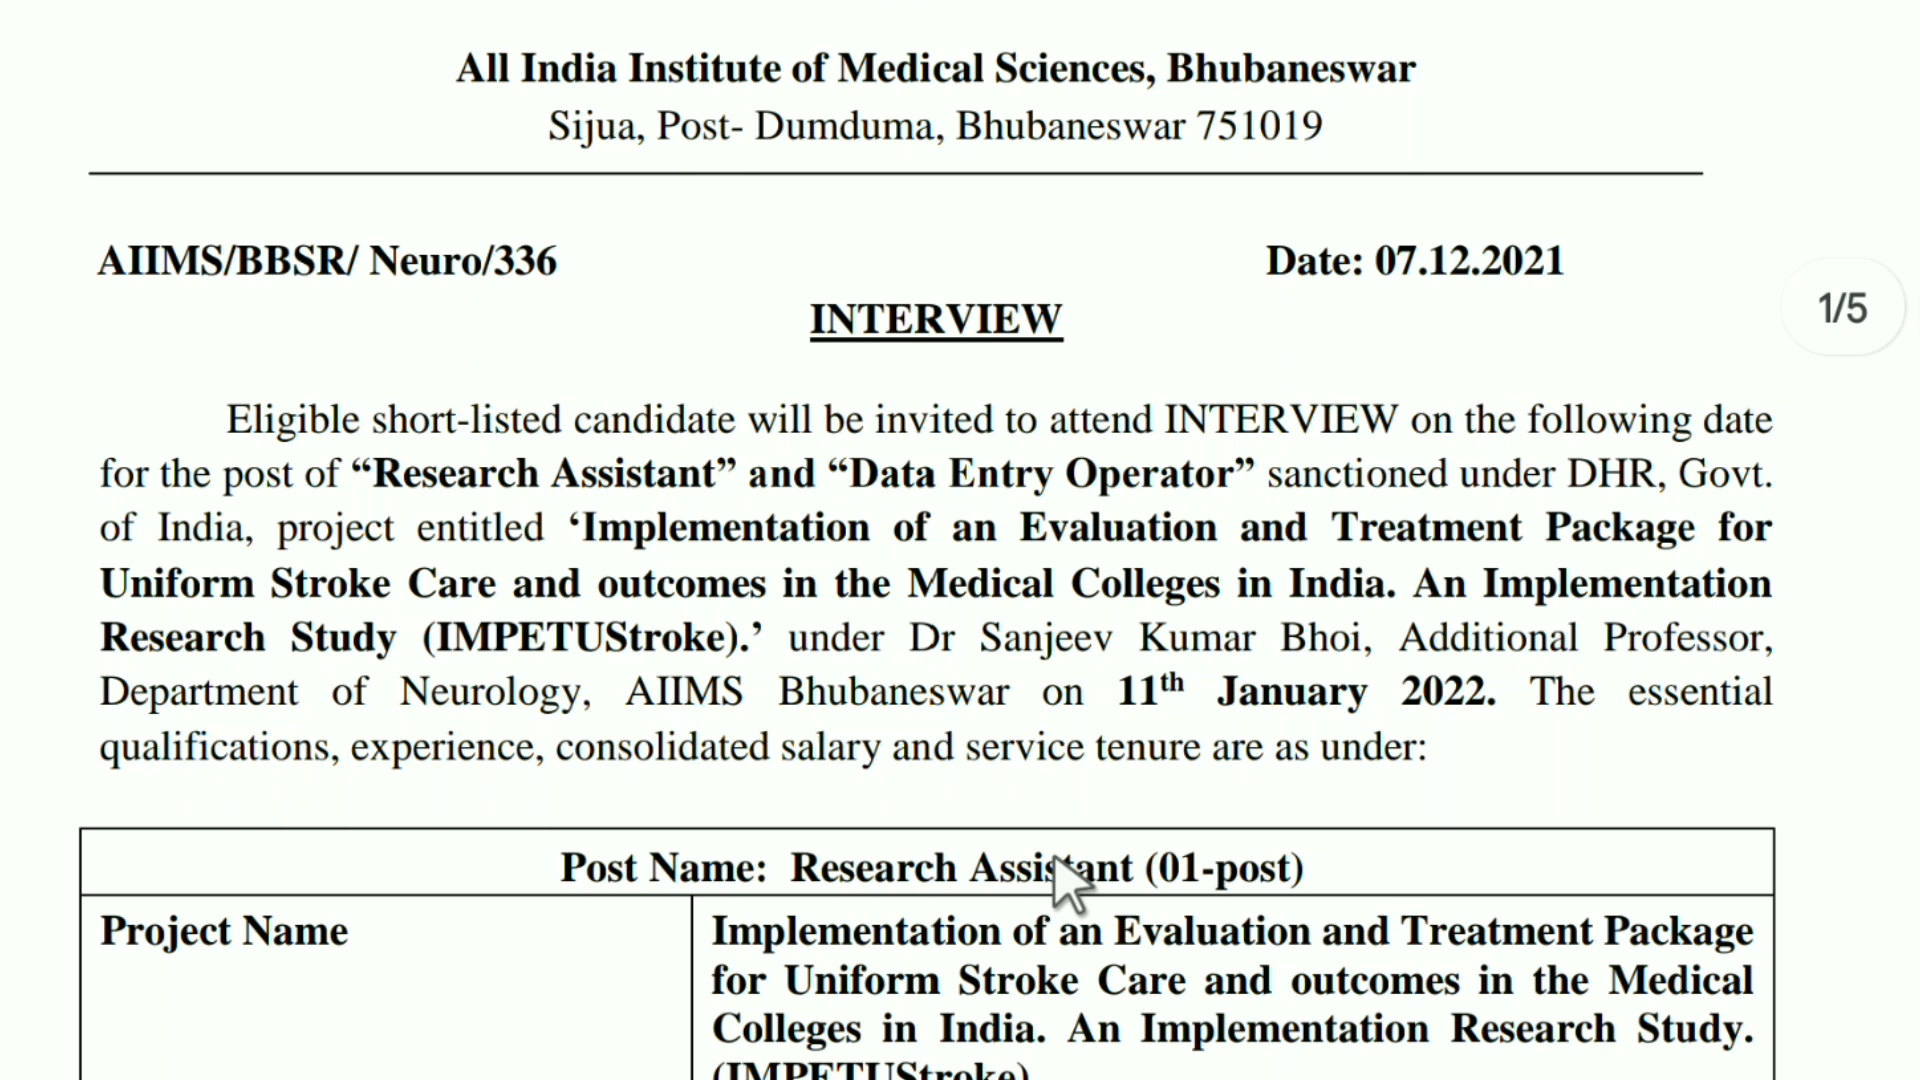 All India Institute of Medical Sciences, Bhubaneswar
Sijua, Post- Dumduma, Bhubaneswar 751019
AIIMS/BBSR/ Neuro/336 Date: 07.12.2021
1/5
INTERVIEW
Eligible short-listed candidate will be invited to attend INTERVIEW on the following date
for the post of “Research Assistant” and “Data Entry Operator” sanctioned under DHR, Govt.
of India, project entitled ‘Implementation of an Evaluation and Treatment Package for
Uniform Stroke Care and outcomes in the Medical Colleges in India. An Implementation
Research Study (IMPETUStroke).’ under Dr Sanjeev Kumar Bhoi, Additional Professor,
Department of Neurology, AIIMS Bhubaneswar on 11th January 2022. The essential
qualifications, experience, consolidated salary and service tenure are as under:
Post Name: Research Assistant (01-post)
Project Name
Implementation of an Evaluation and Treatment Package
for Uniform Stroke Care and outcomes in the Medical
Colleges in India. An Implementation Research Study.
(IMPETUStroke)